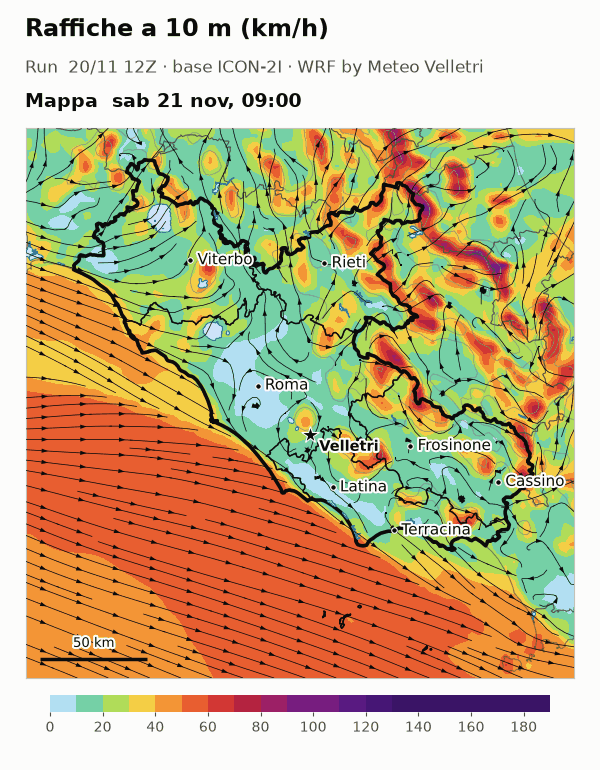 Raffiche a 10 m (km/h)
Run  20/11 12Z · base ICON-2I · WRF by Meteo Velletri
Mappa  sab 21 nov, 09:00
Viterbo
Rieti
Roma
Velletri
Frosinone
Latina
Cassino
Terracina
50 km
0 20 40 60 80 100 120 140 160 180